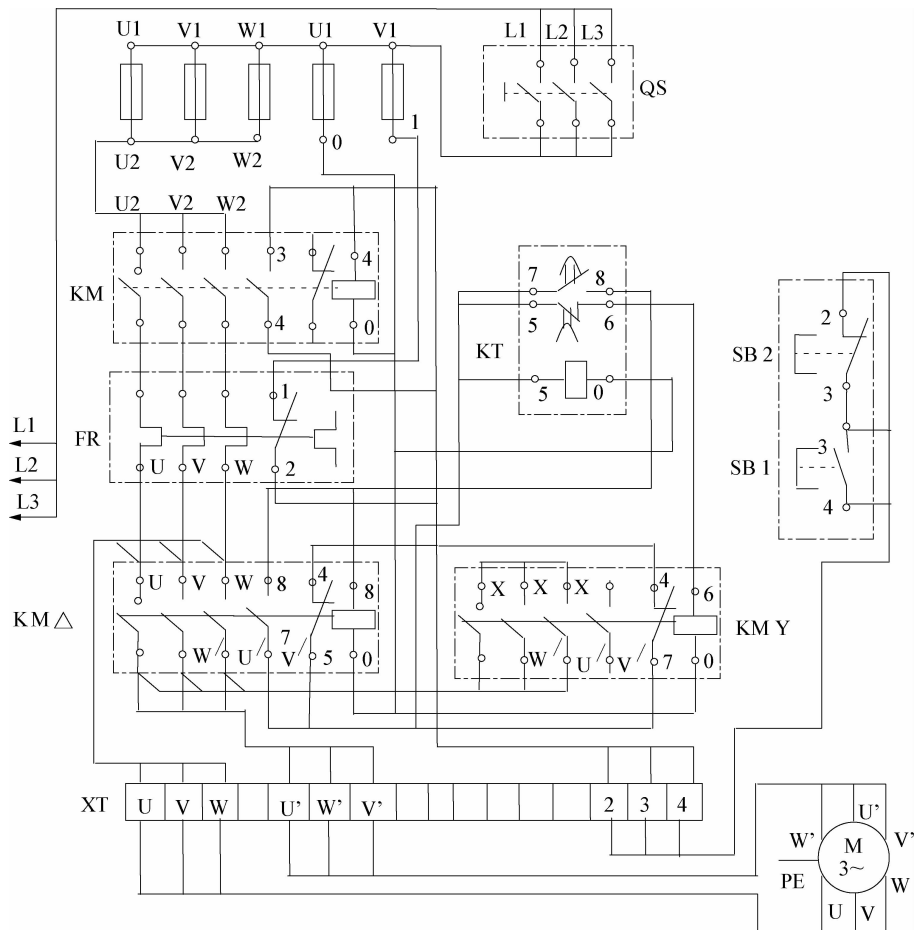 U1 V1 W1 U1 V1 L1 L2 L3
QS
0 1
U2 V2 W2
U2 V2 W2
3 4
KM
4 0
7 8
5 6
KT
5 0
2
SB 2
3
3
SB 1
4
1
FR
U V W 2
L1
L2
L3
U V W 8 4 8
KM△
W U 7 V 5 0
X X X 4 6
KM Y
W U V 7 0
XT U V W U’ W’ V’ 2 3 4
U’
W’ M V’
3~
PE W
U V